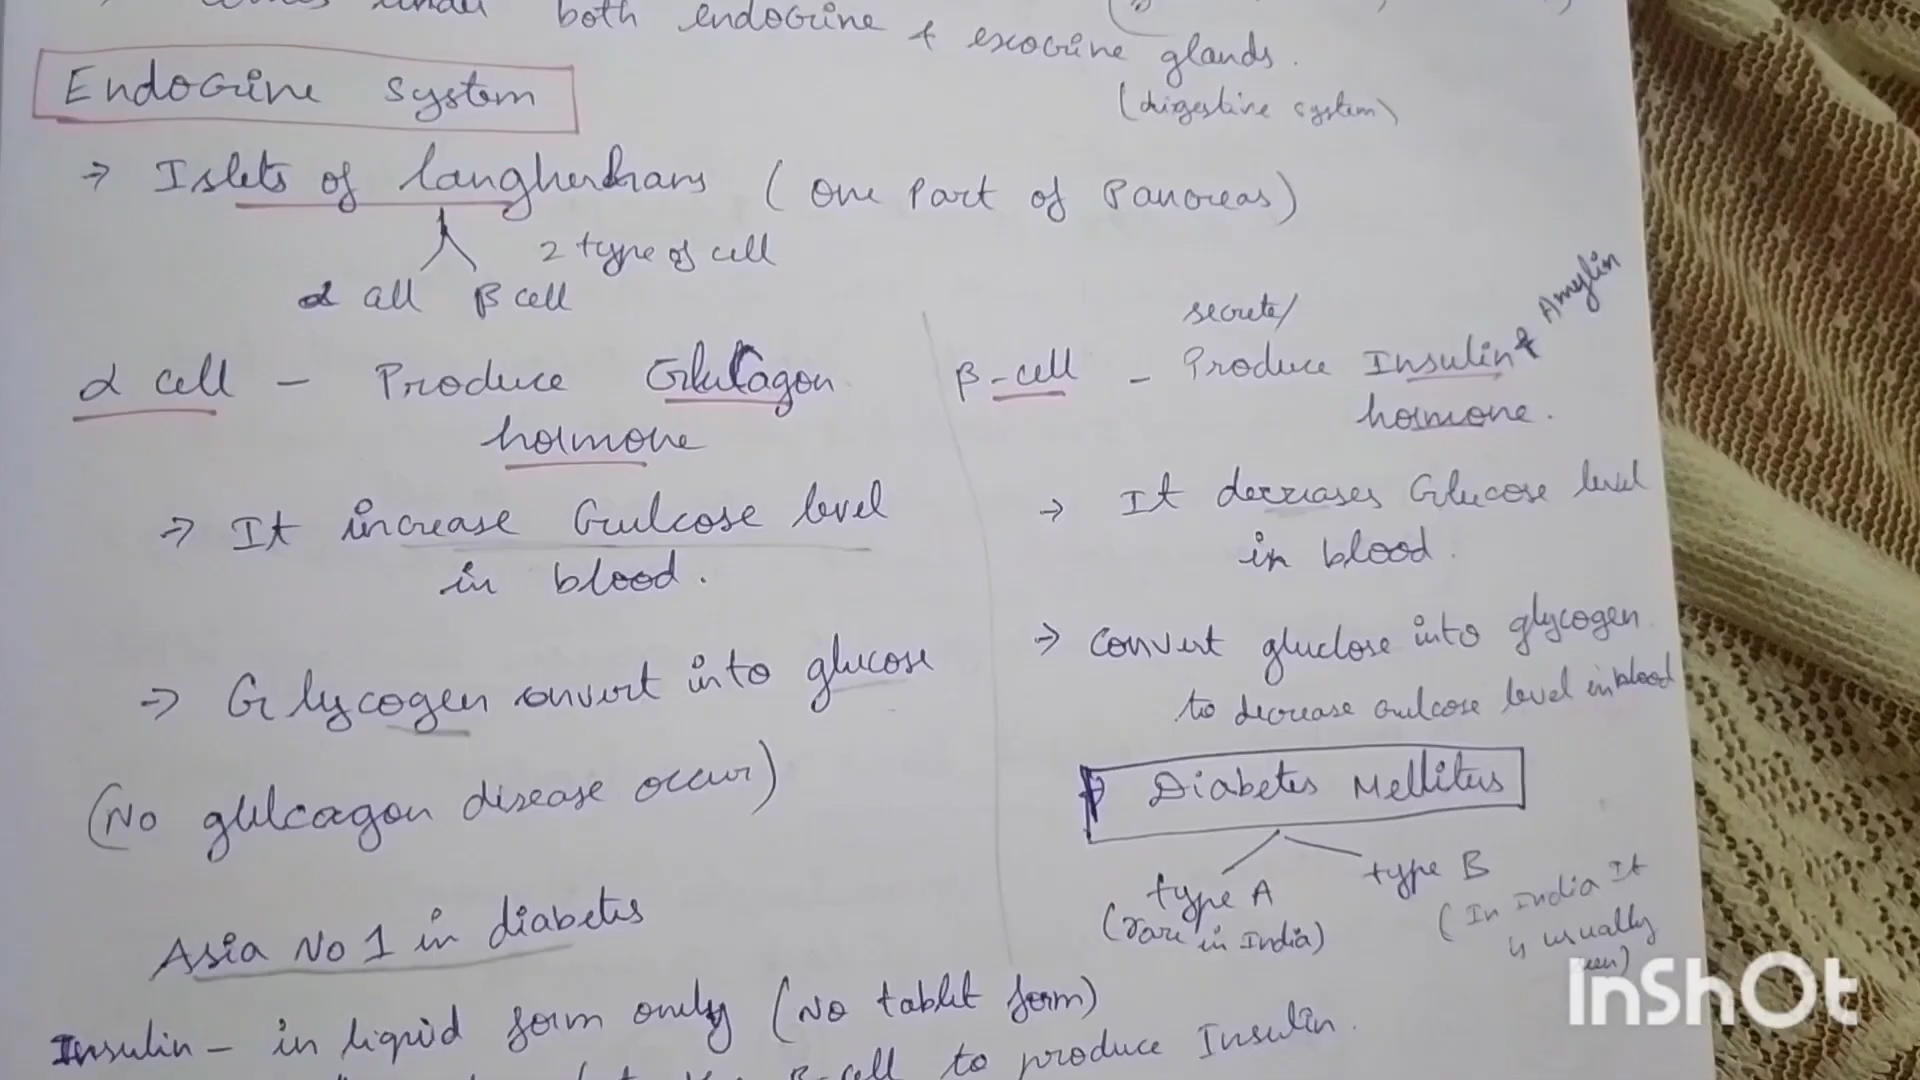 both endocrine & exocrine glands.
(digestive system)
Endocrine system
→ Islets of langherhans (one part of Pancreas)
2 type of cell
α cell β cell
α cell – Produce Glucagon hormone
→ It increase Gulcose level in blood.
→ Glycogen convert into glucose
(No glulcagon disease occur)
Asia No 1 in diabetes
secrete/
β-cell – Produce Insulin & Amylin
hormone.
→ It decreases Glucose level
in blood.
→ Convert gluclose into glycogen
to decrease gulcose level in blood
Diabetes Mellitus
type A type B
(rare in India) (In India It
is usually
seen)
Insulin – in liquid form only (No tablet form)
β-cell to produce Insulin.
InShOt